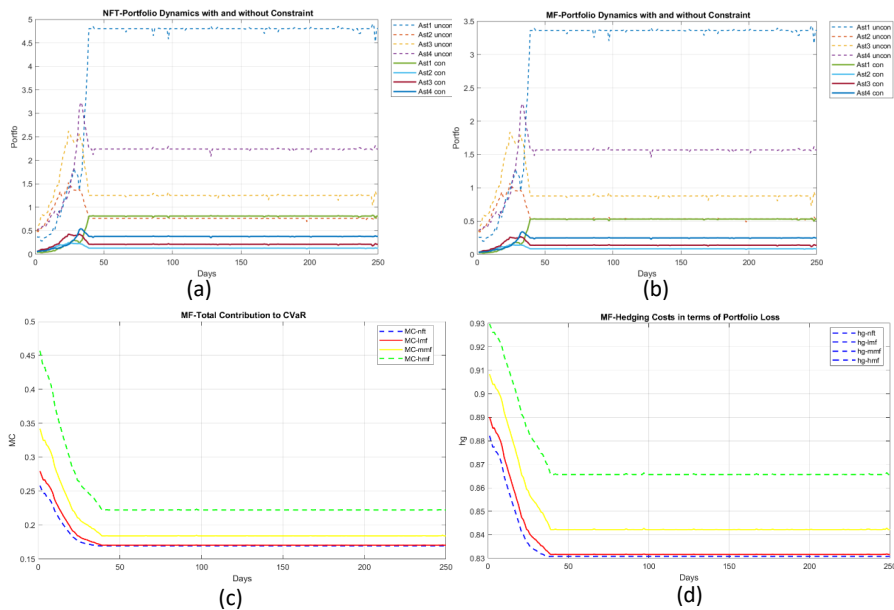 NFT-Portfolio Dynamics with and without Constraint
5
4.5
4
3.5
3
2.5
2
1.5
1
0.5
0
Portfo
0
50
100
150
200
250
Days
Ast1 uncon
Ast2 uncon
Ast3 uncon
Ast4 uncon
Ast1 con
Ast2 con
Ast3 con
Ast4 con
(a)
MF-Portfolio Dynamics with and without Constraint
3.5
3
2.5
2
1.5
1
0.5
0
Portfo
0
50
100
150
200
250
Days
Ast1 uncon
Ast2 uncon
Ast3 uncon
Ast4 uncon
Ast1 con
Ast2 con
Ast3 con
Ast4 con
(b)
MF-Total Contribution to CVaR
0.5
0.45
0.4
0.35
0.3
0.25
0.2
0.15
MC
0
50
100
150
200
250
Days
MC-nft
MC-lmf
MC-mmf
MC-hmf
(c)
MF-Hedging Costs in terms of Portfolio Loss
0.93
0.92
0.91
0.9
0.89
0.88
0.87
0.86
0.85
0.84
0.83
hg
0
50
100
150
200
250
Days
hg-nft
hg-lmf
hg-mmf
hg-hmf
(d)